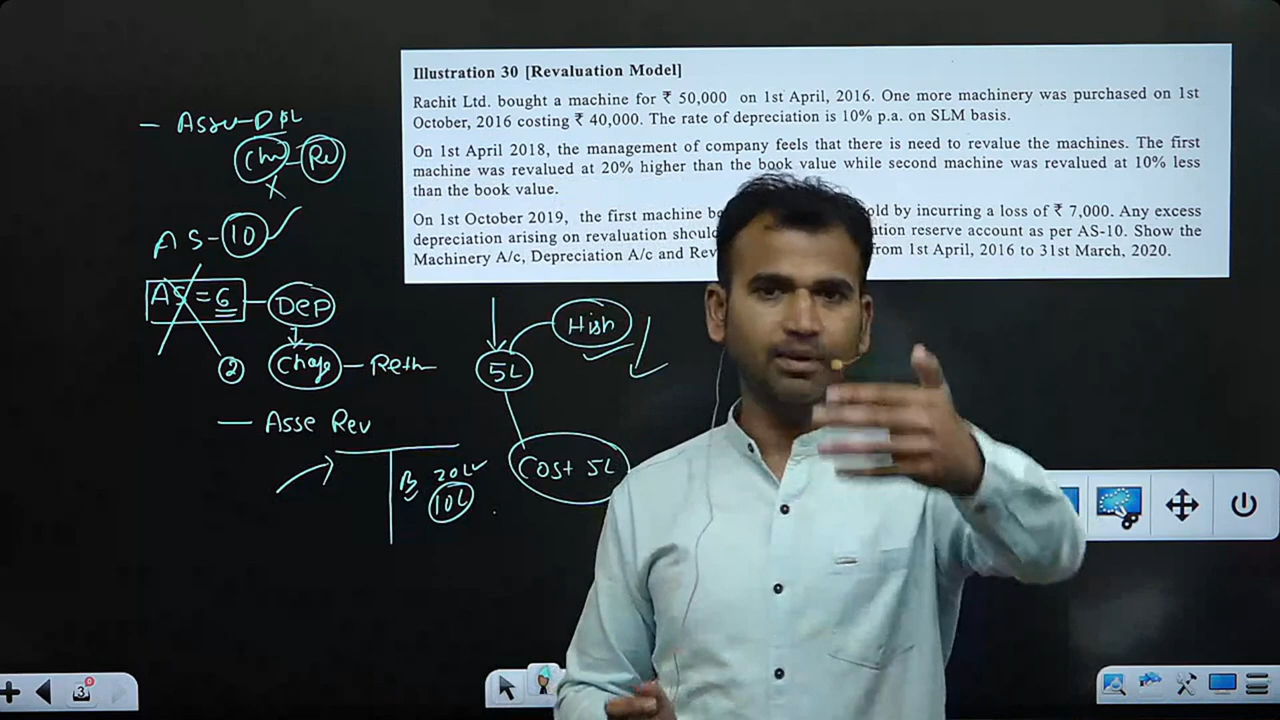 Illustration 30 [Revaluation Model]
Rachit Ltd. bought a machine for ₹ 50,000 on 1st April, 2016. One more machinery was purchased on 1st
October, 2016 costing ₹ 40,000. The rate of depreciation is 10% p.a. on SLM basis.
On 1st April 2018, the management of company feels that there is need to revalue the machines. The first
machine was revalued at 20% higher than the book value while second machine was revalued at 10% less
than the book value.
On 1st October 2019, the first machine old by incurring a loss of ₹ 7,000. Any excess
depreciation arising on revaluation shou tion reserve account as per AS-10. Show the
Machinery A/c, Depreciation A/c and Rev from 1st April, 2016 to 31st March, 2020.
AS-10
AS=6 Dep
2
5L
Cost 5L
20L
10L
3
0